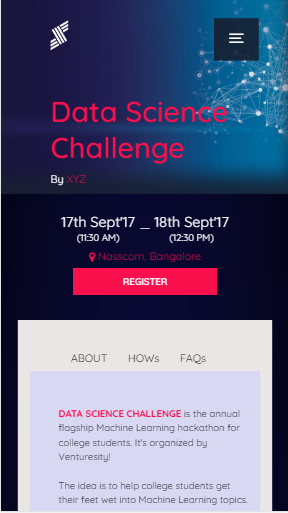 Data Science
Challenge
By XYZ
17th Sept'17 _ 18th Sept'17
(11:30 AM) (12:30 PM)
Nasscom, Bangalore
REGISTER
ABOUT HOWs FAQs
DATA SCIENCE CHALLENGE is the annual
flagship Machine Learning hackathon for
college students. It's organized by
Venturesity!
The idea is to help college students get
their feet wet into Machine Learning topics.